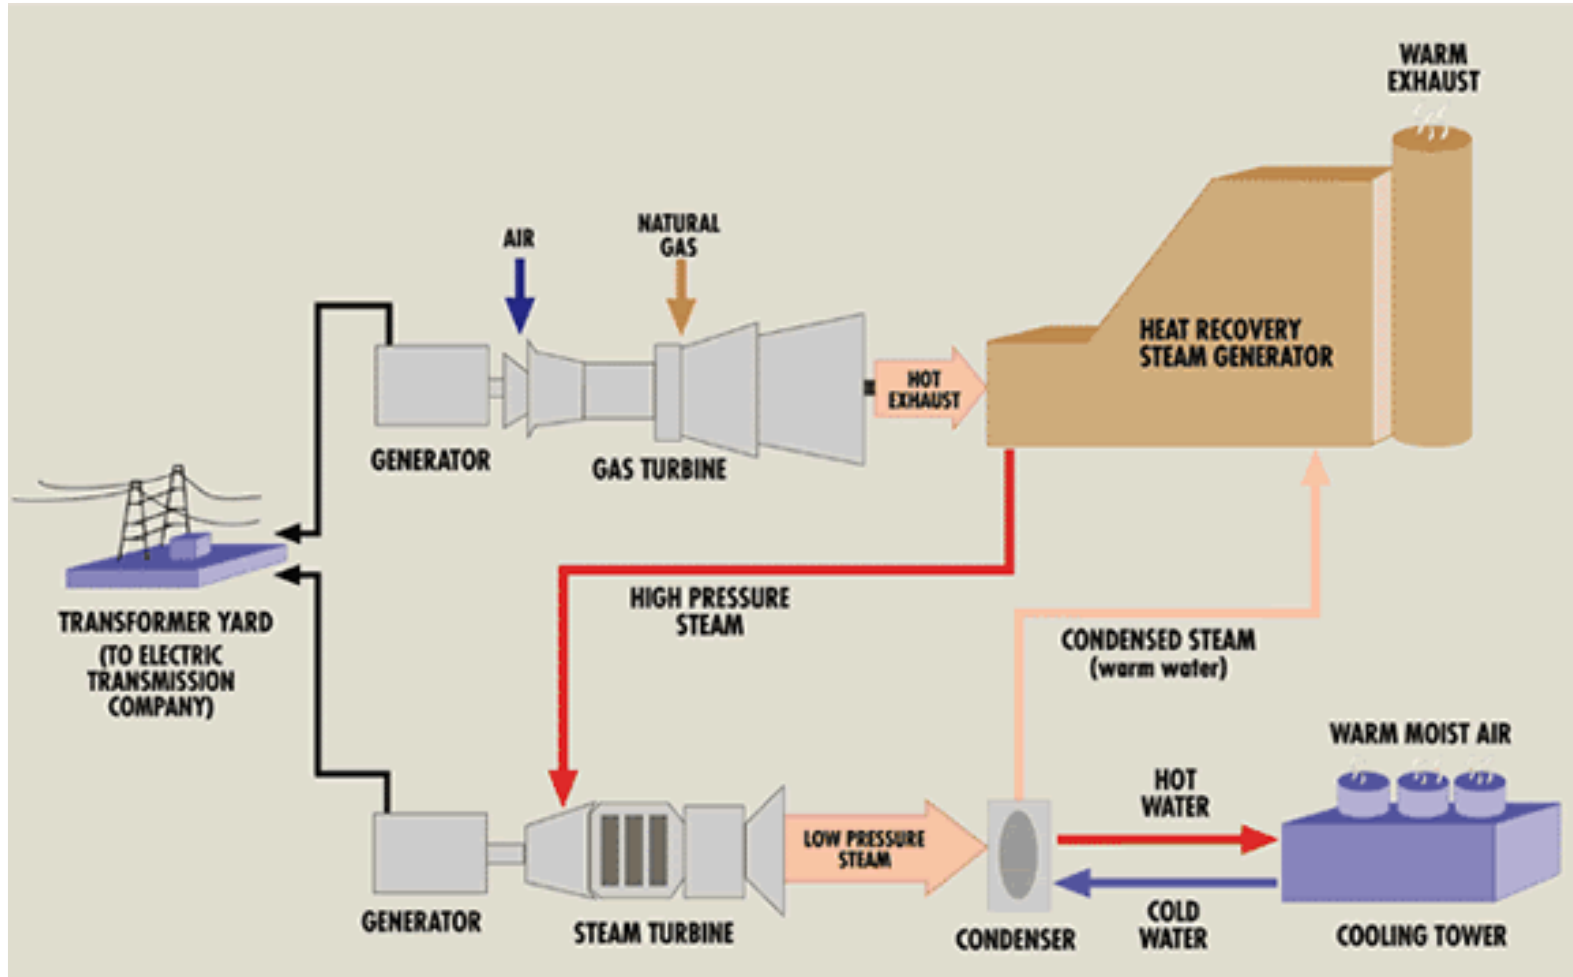 WARM
EXHAUST
AIR
NATURAL
GAS
HEAT RECOVERY
STEAM GENERATOR
HOT
EXHAUST
GENERATOR
GAS TURBINE
HIGH PRESSURE
STEAM
TRANSFORMER YARD
(TO ELECTRIC
TRANSMISSION
COMPANY)
CONDENSED STEAM
(warm water)
WARM MOIST AIR
HOT
WATER
LOW PRESSURE
STEAM
GENERATOR
STEAM TURBINE
CONDENSER
COLD
WATER
COOLING TOWER